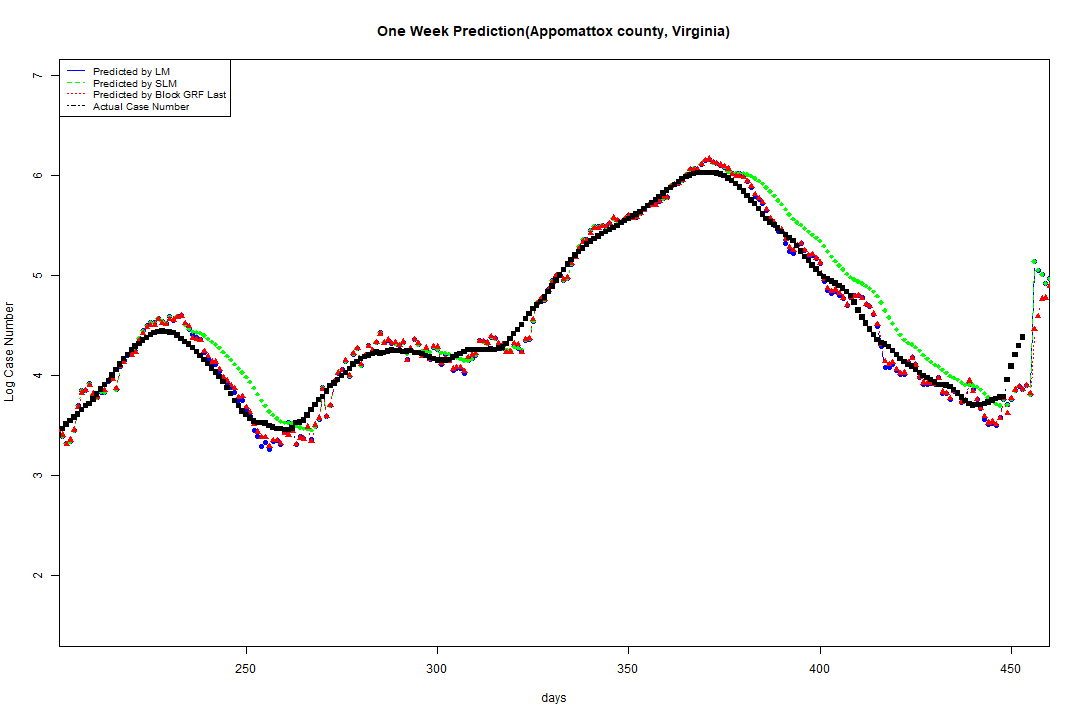 One Week Prediction(Appomattox county, Virginia)
Predicted by LM
Predicted by SLM
Predicted by Block GRF Last
Actual Case Number
7
6
5
4
3
2
Log Case Number
250 300 350 400 450
days